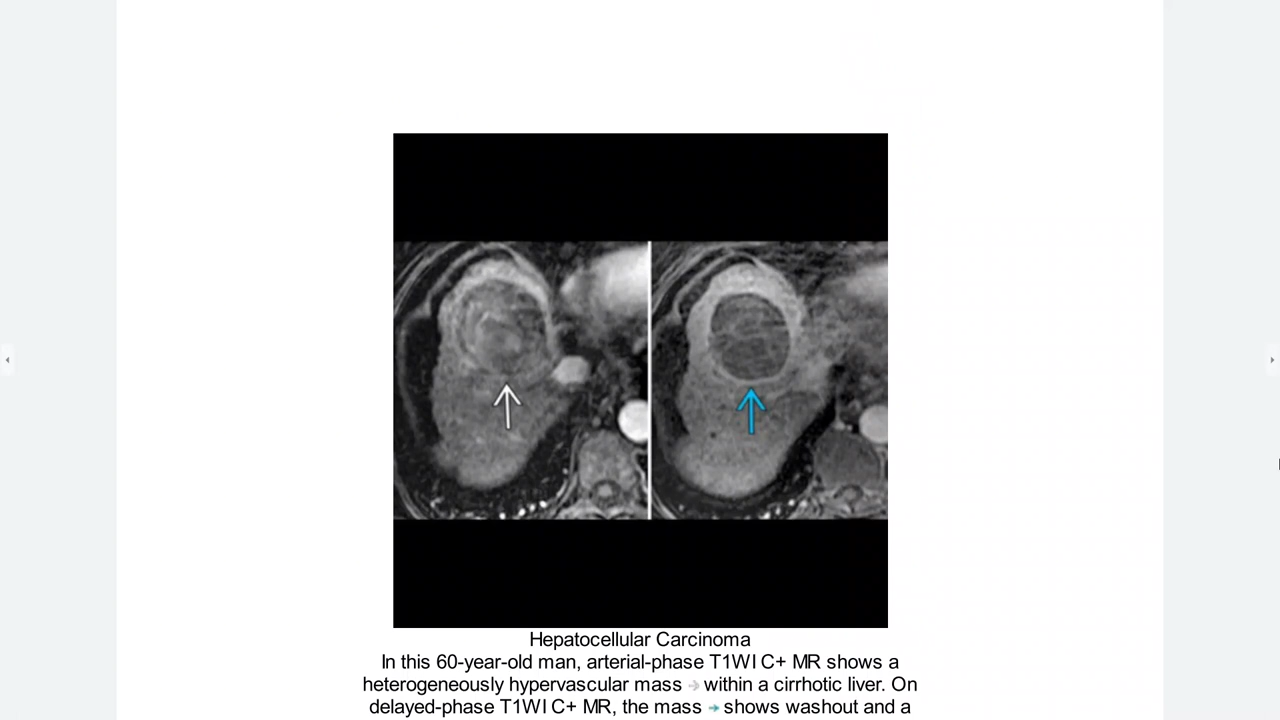 Hepatocellular Carcinoma
In this 60-year-old man, arterial-phase T1WI C+ MR shows a
heterogeneously hypervascular mass → within a cirrhotic liver. On
delayed-phase T1WI C+ MR, the mass → shows washout and a